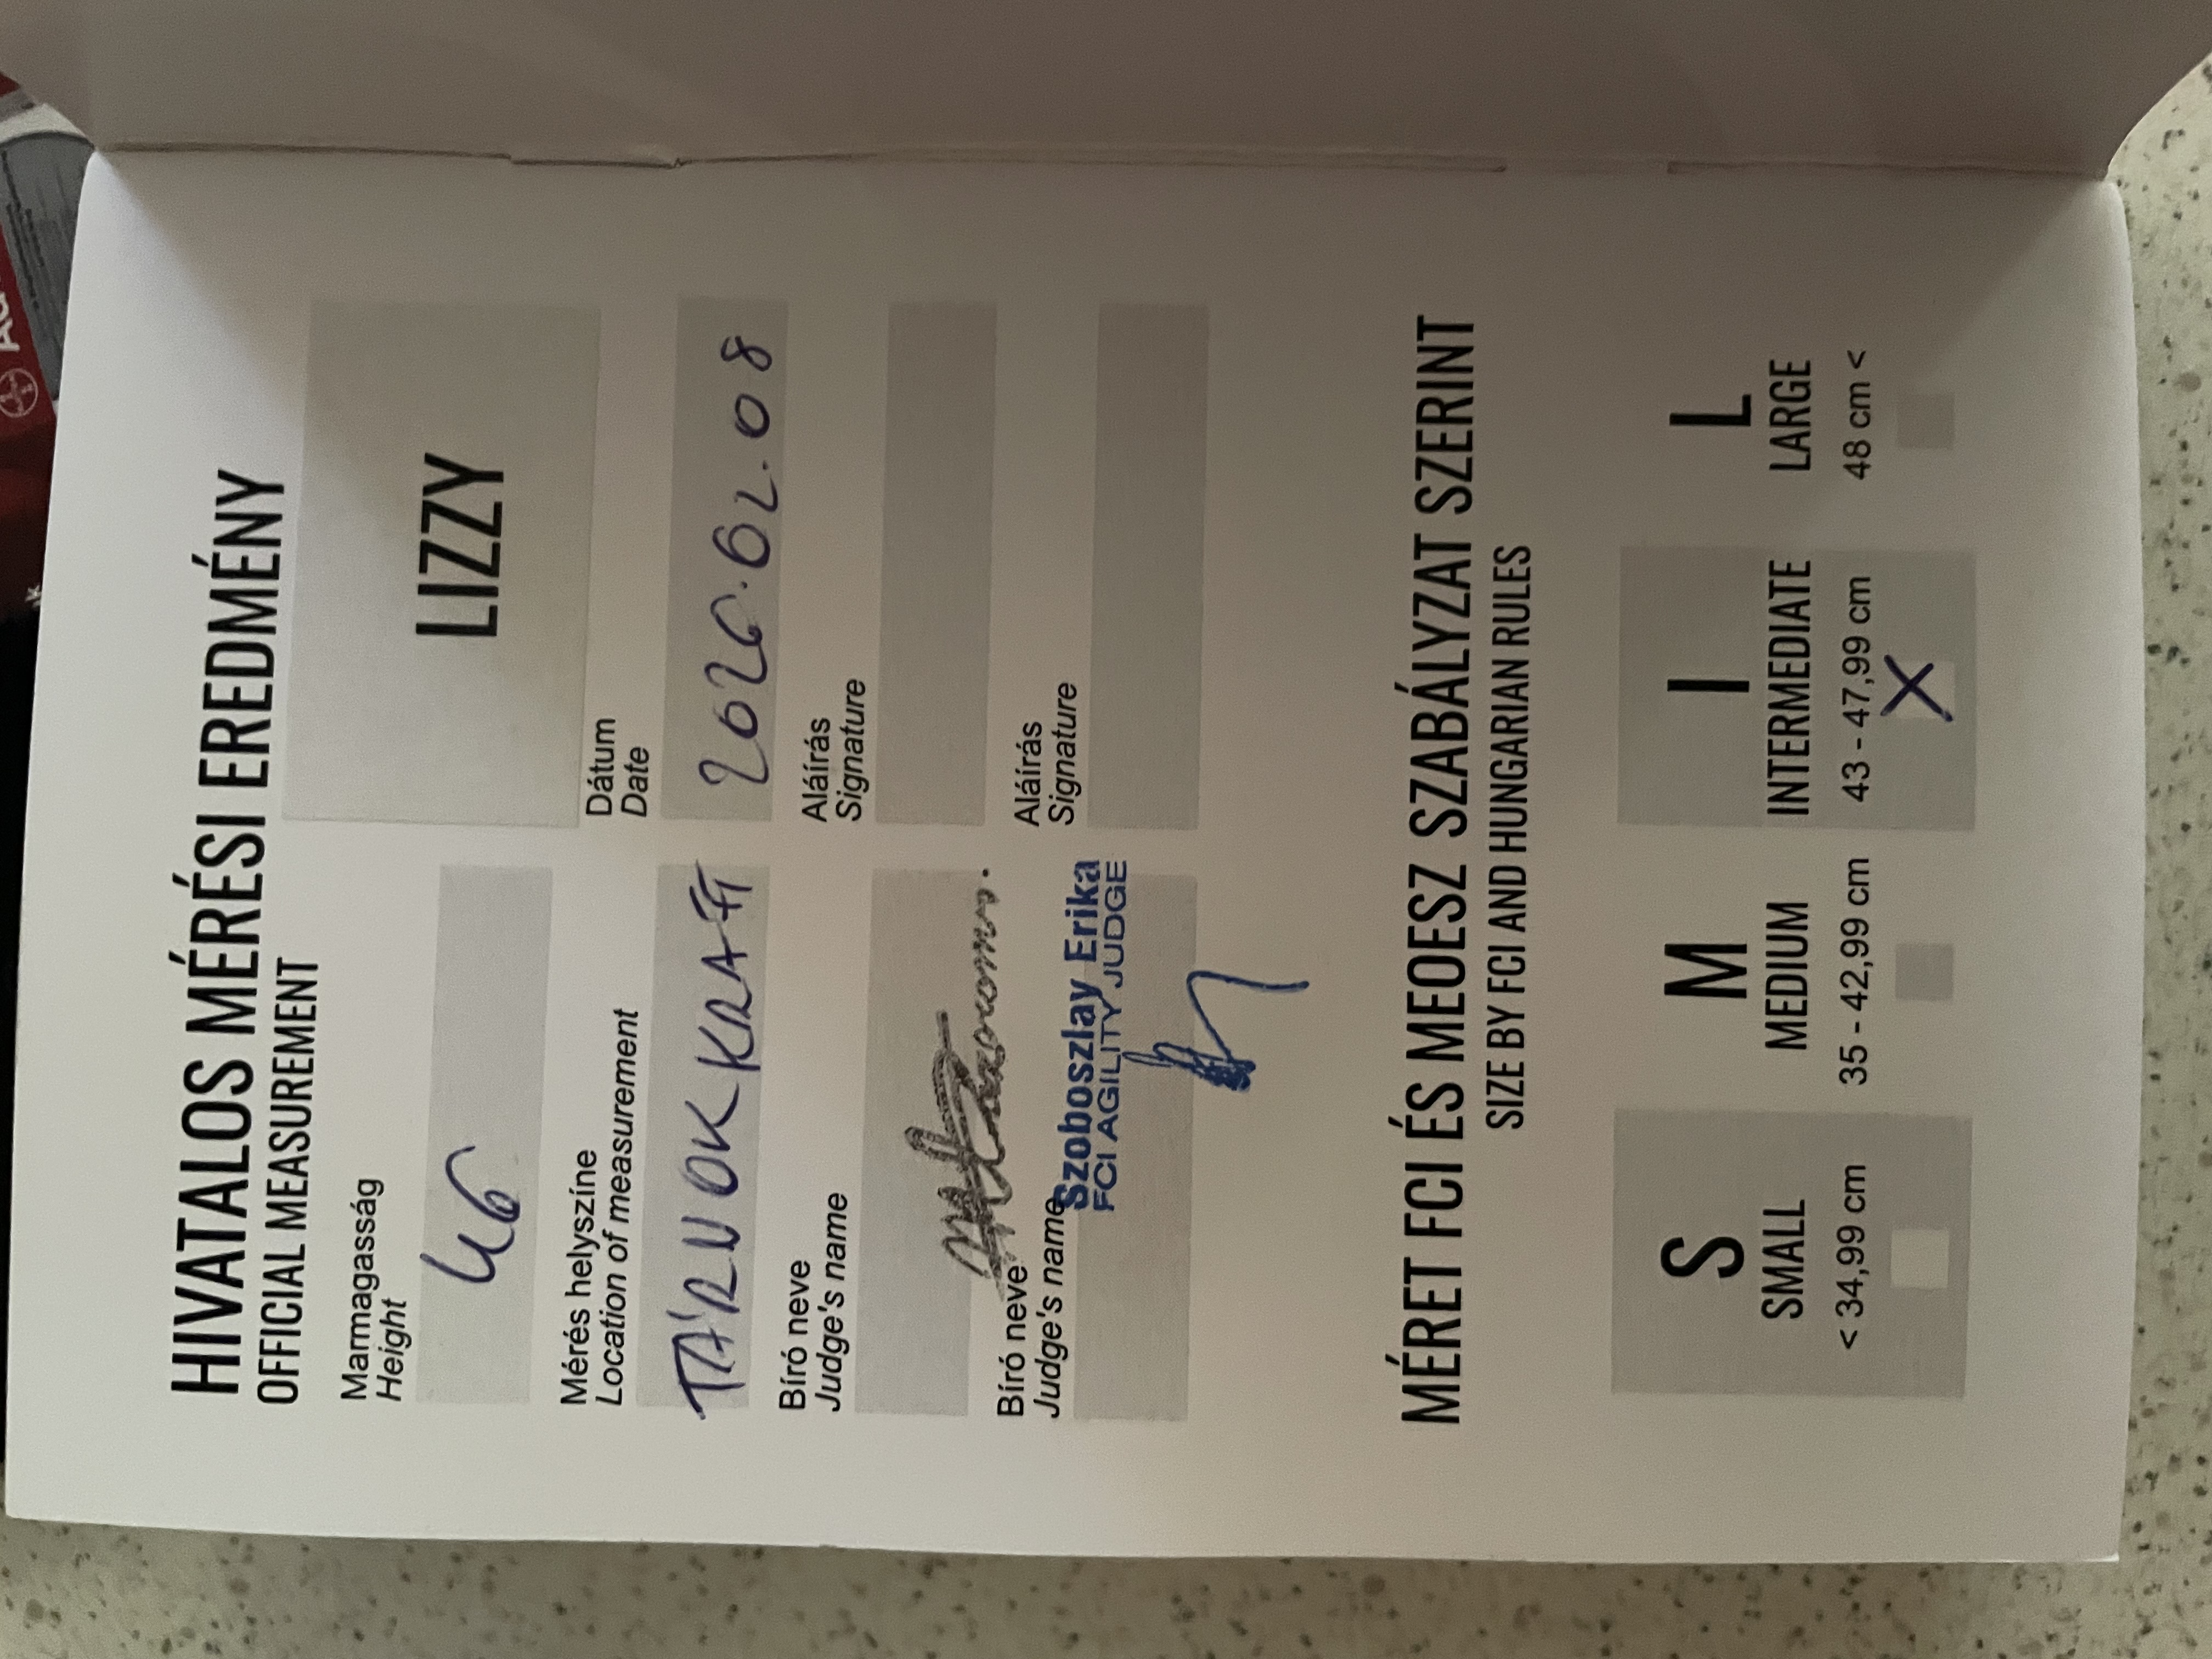 HIVATALOS MÉRÉSI EREDMÉNY
OFFICIAL MEASUREMENT
LIZZY
Marmagasság
Height
46
Mérés helyszíne
Location of measurement
TÁRNOK KRAFT
Dátum
Date
2026.02.08
Bíró neve
Judge's name
Aláírás
Signature
Bíró neve
Judge's name
Szoboszlay Erika
FCI AGILITY JUDGE
Aláírás
Signature
MÉRET FCI ÉS MEOESZ SZABÁLYZAT SZERINT
SIZE BY FCI AND HUNGARIAN RULES
S M I L
SMALL MEDIUM INTERMEDIATE LARGE
< 34,99 cm 35 - 42,99 cm 43 - 47,99 cm 48 cm <
X